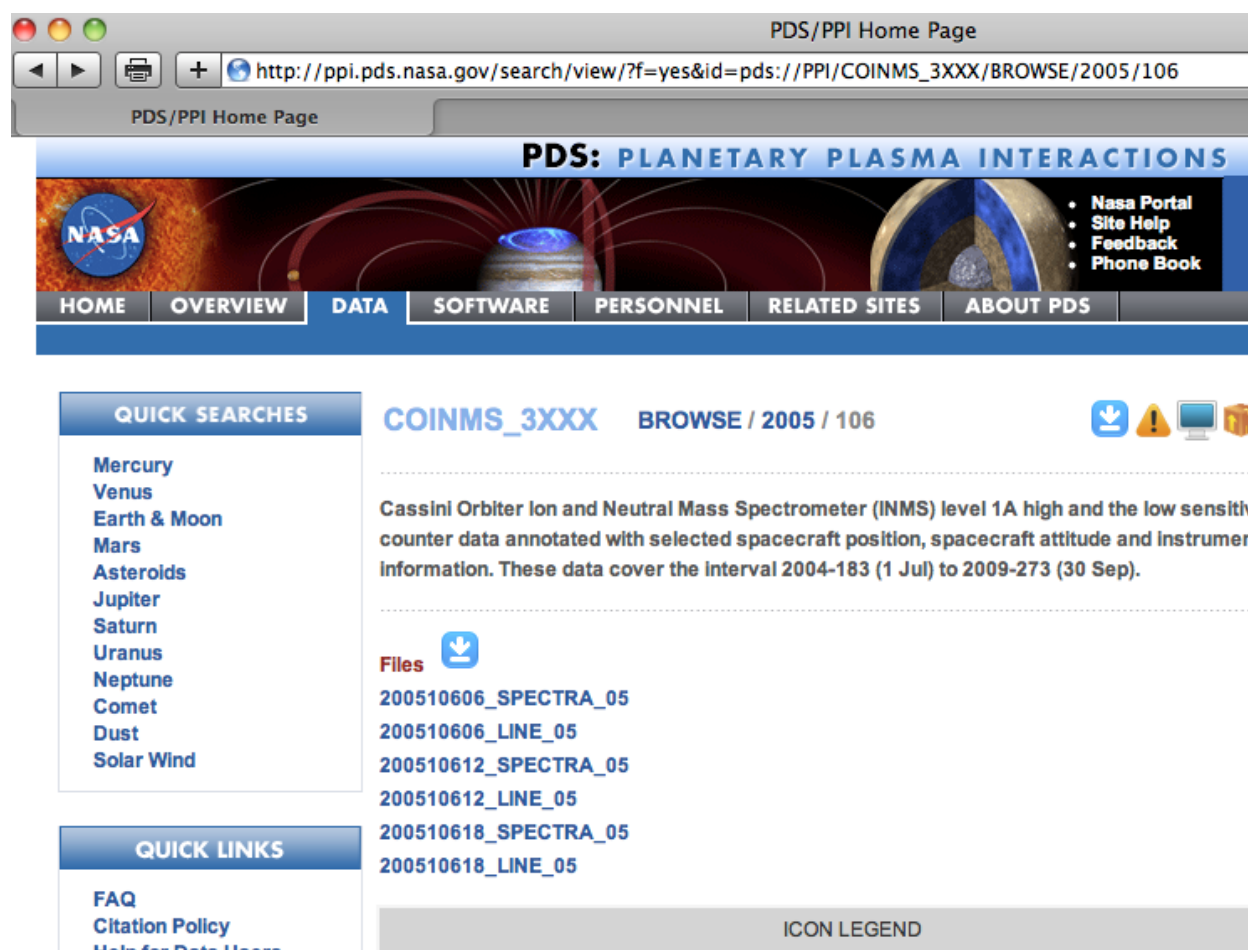 PDS/PPI Home Page
http://ppi.pds.nasa.gov/search/view/?f=yes&id=pds://PPI/COINMS_3XXX/BROWSE/2005/106
PDS/PPI Home Page
PDS: PLANETARY PLASMA INTERACTIONS
NASA
• Nasa Portal
• Site Help
• Feedback
• Phone Book
HOME OVERVIEW DATA SOFTWARE PERSONNEL RELATED SITES ABOUT PDS
QUICK SEARCHES
Mercury
Venus
Earth & Moon
Mars
Asteroids
Jupiter
Saturn
Uranus
Neptune
Comet
Dust
Solar Wind
QUICK LINKS
FAQ
Citation Policy
Help for Data Users
COINMS_3XXX BROWSE / 2005 / 106
Cassini Orbiter Ion and Neutral Mass Spectrometer (INMS) level 1A high and the low
counter data annotated with selected spacecraft position, spacecraft attitude and
information. These data cover the interval 2004-183 (1 Jul) to 2009-273 (30 Sep).
Files
200510606_SPECTRA_05
200510606_LINE_05
200510612_SPECTRA_05
200510612_LINE_05
200510618_SPECTRA_05
200510618_LINE_05
ICON LEGEND